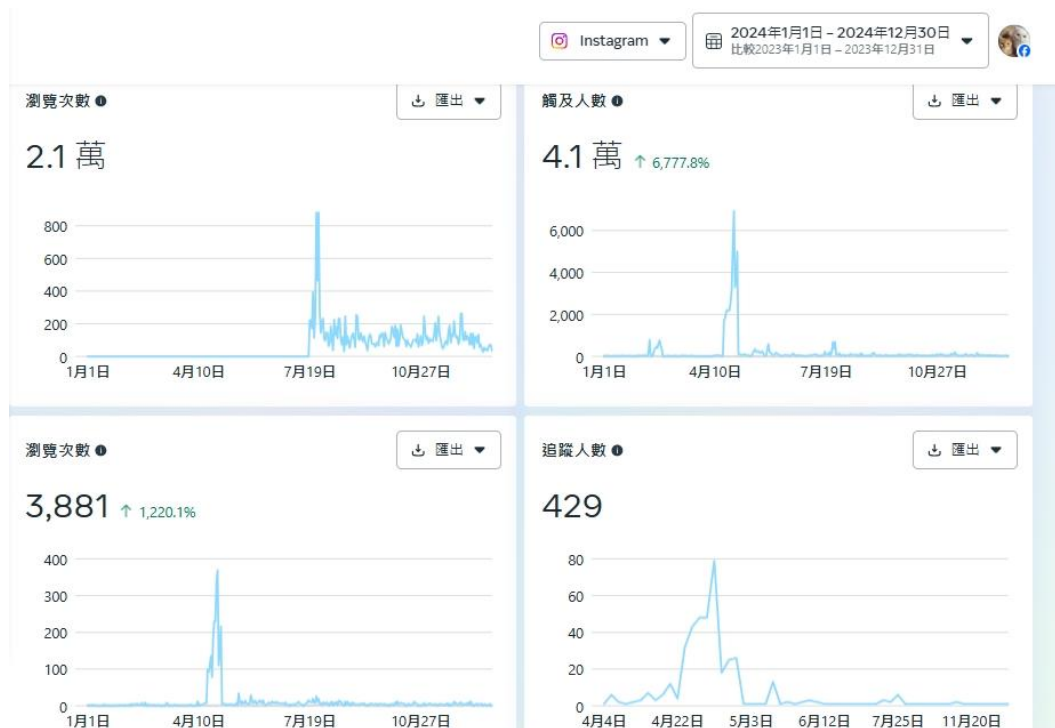 Instagram
2024年1月1日 – 2024年12月30日
比較2023年1月1日 – 2023年12月31日
瀏覽次數
匯出
2.1 萬
800
600
400
200
0
1月1日 4月10日 7月19日 10月27日
觸及人數
匯出
4.1 萬 ↑ 6,777.8%
6,000
4,000
2,000
0
1月1日 4月10日 7月19日 10月27日
瀏覽次數
匯出
3,881 ↑ 1,220.1%
400
300
200
100
0
1月1日 4月10日 7月19日 10月27日
追蹤人數
匯出
429
80
60
40
20
0
4月4日 4月22日 5月3日 6月12日 7月25日 11月20日